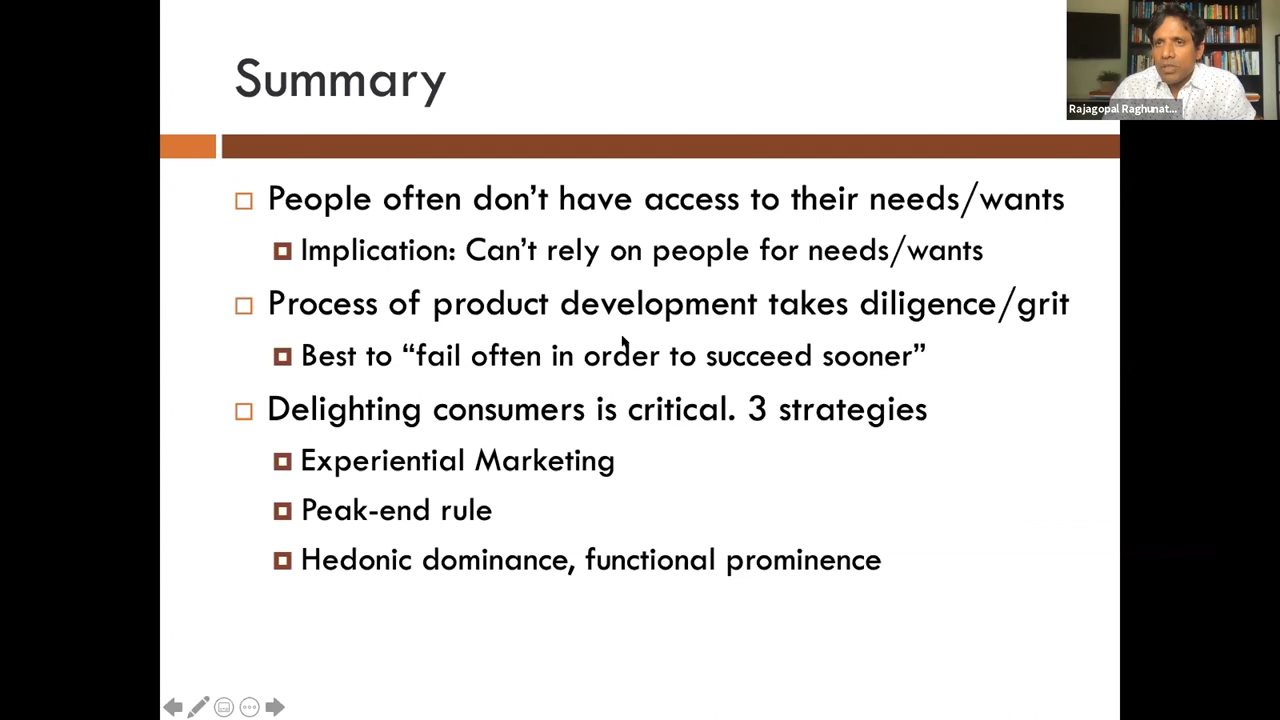 Summary
Rajagopal Raghunat...
People often don’t have access to their needs/wants
Implication: Can’t rely on people for needs/wants
Process of product development takes diligence/grit
Best to “fail often in order to succeed sooner”
Delighting consumers is critical. 3 strategies
Experiential Marketing
Peak-end rule
Hedonic dominance, functional prominence